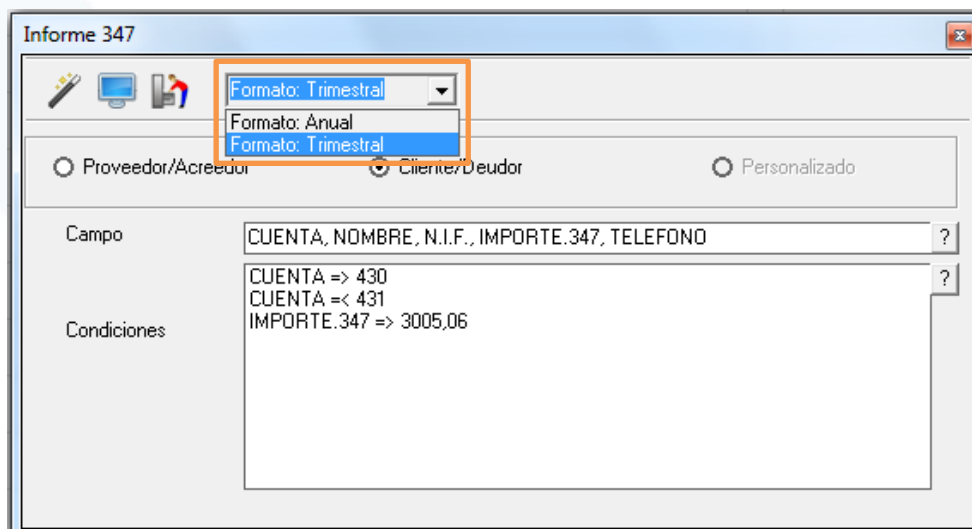 Informe 347
Formato: Trimestral
Formato: Anual
Formato: Trimestral
Proveedor/Acreedor Cliente/Deudor Personalizado
Campo CUENTA, NOMBRE, N.I.F., IMPORTE.347, TELEFONO ?
CUENTA => 430 ?
CUENTA =< 431
IMPORTE.347 => 3005,06
Condiciones